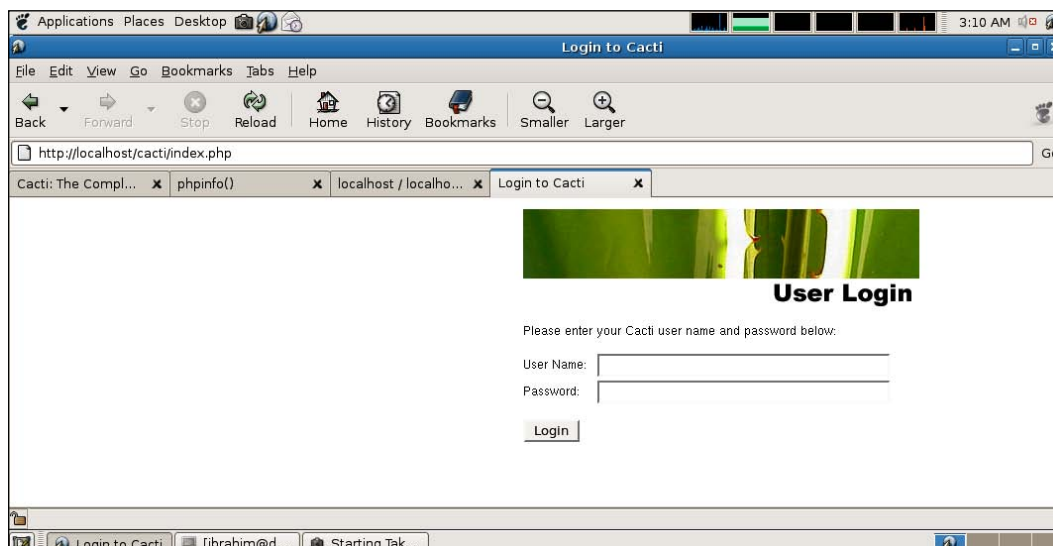 Applications Places Desktop 3:10 AM
Login to Cacti
File Edit View Go Bookmarks Tabs Help
Back Forward Stop Reload Home History Bookmarks Smaller Larger
http://localhost/cacti/index.php
Cacti: The Compl... phpinfo() localhost / localho... Login to Cacti
User Login
Please enter your Cacti user name and password below:
User Name:
Password:
Login
Login to Cacti [ibrahim@d... Starting Tak...